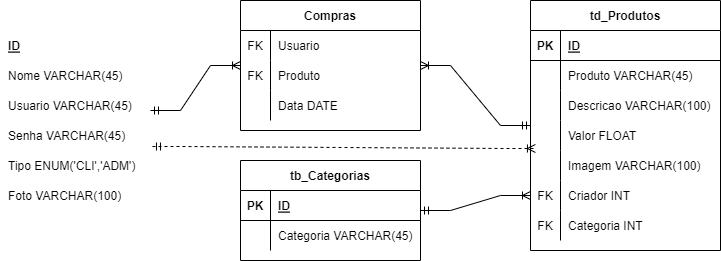 ID
Nome VARCHAR(45)
Usuario VARCHAR(45)
Senha VARCHAR(45)
Tipo ENUM('CLI','ADM')
Foto VARCHAR(100)
Compras
FK Usuario
FK Produto
Data DATE
tb_Categorias
PK ID
Categoria VARCHAR(45)
td_Produtos
PK ID
Produto VARCHAR(45)
Descricao VARCHAR(100)
Valor FLOAT
Imagem VARCHAR(100)
FK Criador INT
FK Categoria INT